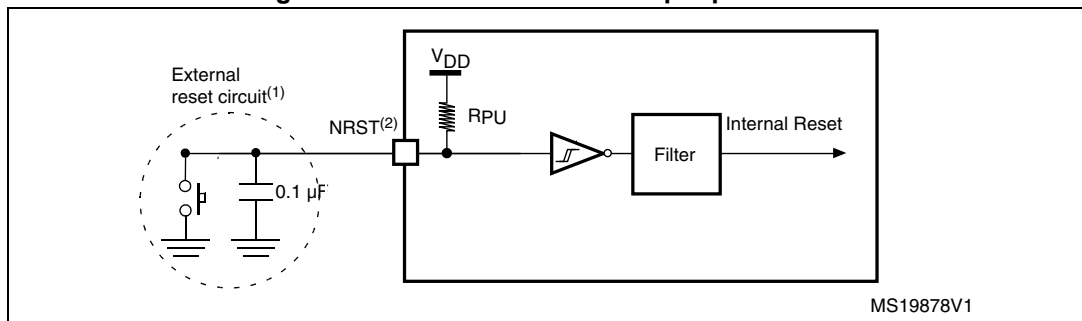 VDD
External
reset circuit(1)
NRST(2)
RPU
Internal Reset
Filter
0.1 μF
MS19878V1